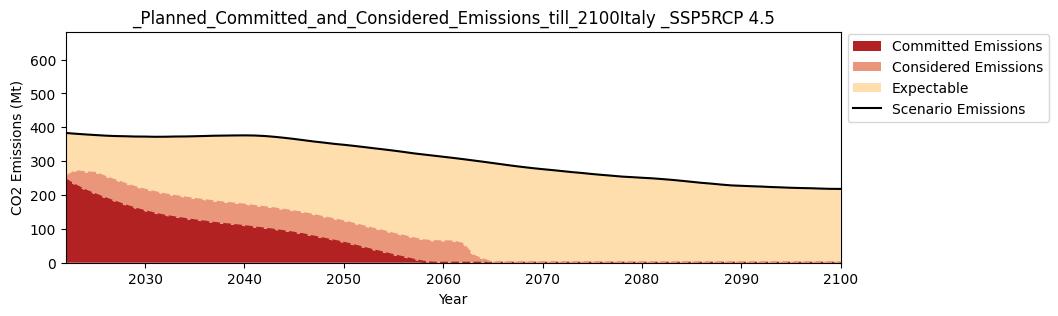 _Planned_Committed_and_Considered_Emissions_till_2100Italy _SSP5RCP 4.5
CO2 Emissions (Mt)
600
500
400
300
200
100
0
2030 2040 2050 2060 2070 2080 2090 2100
Year
Committed Emissions
Considered Emissions
Expectable
Scenario Emissions